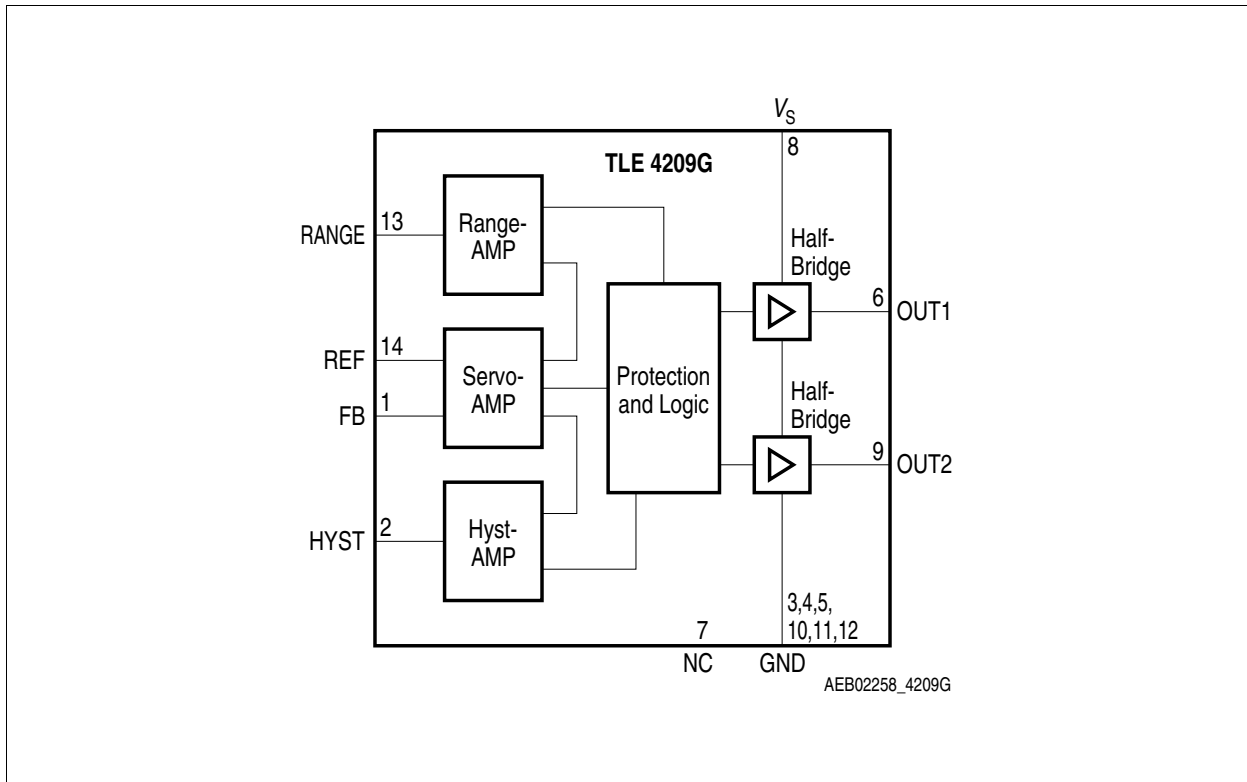 VS
8
TLE 4209G
RANGE
13
Range-
AMP
Half-
Bridge
6
OUT1
REF
14
Servo-
AMP
FB
1
Protection
and Logic
Half-
Bridge
9
OUT2
HYST
2
Hyst-
AMP
3,4,5,
10,11,12
7
NC
GND
AEB02258_4209G